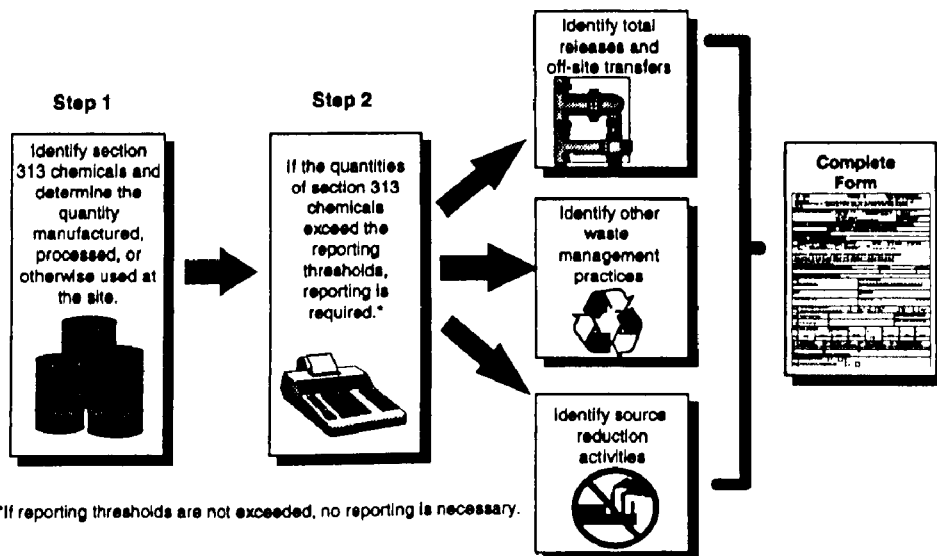 Step 1
Identify section
313 chemicals and
determine the
quantity
manufactured,
processed, or
otherwise used at
the site.
Step 2
If the quantities
of section 313
chemicals
exceed the
reporting
thresholds,
reporting is
required.*
Identify total
releases and
off-site transfers
Identify other
waste
management
practices
Identify source
reduction
activities
Complete
Form
*If reporting thresholds are not exceeded, no reporting is necessary.